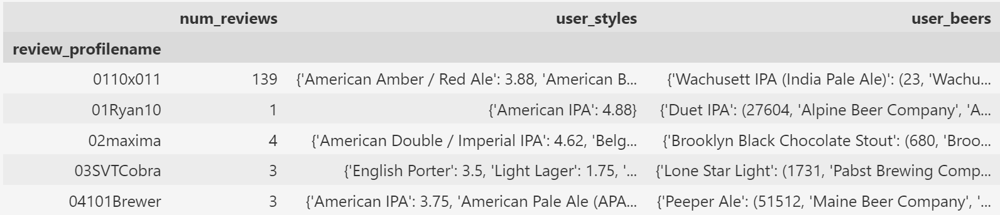 num_reviews user_styles user_beers
review_profilename
0110x011 139 {'American Amber / Red Ale': 3.88, 'American B... {'Wachusett IPA (India Pale Ale)': (23, 'Wachu...
01Ryan10 1 {'American IPA': 4.88} {'Duet IPA': (27604, 'Alpine Beer Company', 'A...
02maxima 4 {'American Double / Imperial IPA': 4.62, 'Belg... {'Brooklyn Black Chocolate Stout': (680, 'Broo...
03SVTCobra 3 {'English Porter': 3.5, 'Light Lager': 1.75, '... {'Lone Star Light': (1731, 'Pabst Brewing Comp...
04101Brewer 3 {'American IPA': 3.75, 'American Pale Ale (APA... {'Peeper Ale': (51512, 'Maine Beer Company', '...